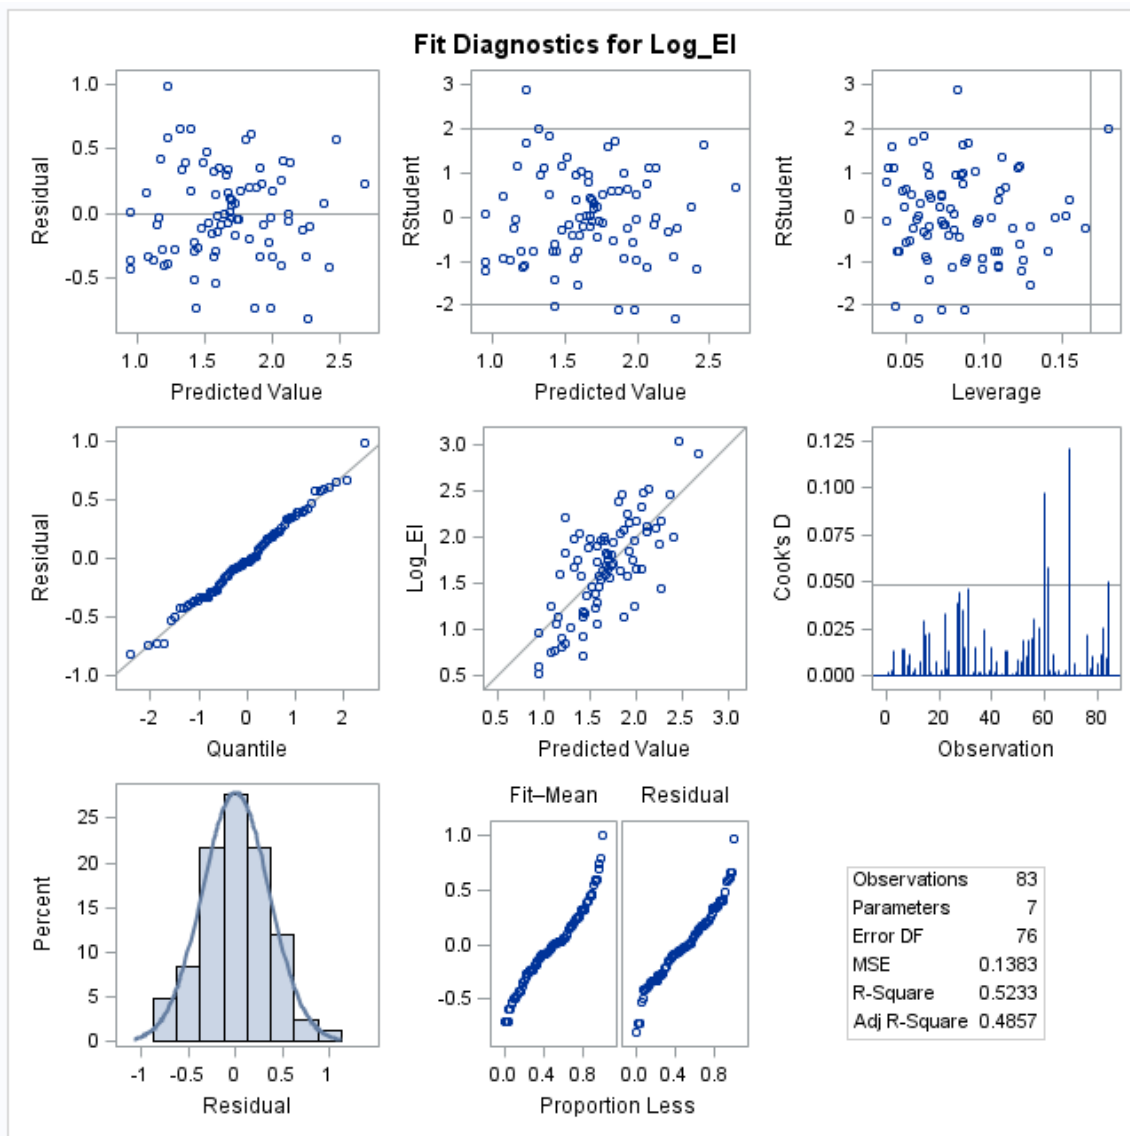 Fit Diagnostics for Log_EI
1.0
0.5
0.0
-0.5
Residual
1.0 1.5 2.0 2.5
Predicted Value
3
2
1
0
-1
-2
RStudent
1.0 1.5 2.0 2.5
Predicted Value
3
2
1
0
-1
-2
RStudent
0.05 0.10 0.15
Leverage
1.0
0.5
0.0
-0.5
-1.0
Residual
-2 -1 0 1 2
Quantile
3.0
2.5
2.0
1.5
1.0
0.5
Log_EI
0.5 1.0 1.5 2.0 2.5 3.0
Predicted Value
0.125
0.100
0.075
0.050
0.025
0.000
Cook's D
0 20 40 60 80
Observation
25
20
15
10
5
0
Percent
-1 -0.5 0 0.5 1
Residual
Fit–Mean Residual
1.0
0.5
0.0
-0.5
0.0 0.4 0.8 0.0 0.4 0.8
Proportion Less
Observations 83
Parameters 7
Error DF 76
MSE 0.1383
R-Square 0.5233
Adj R-Square 0.4857